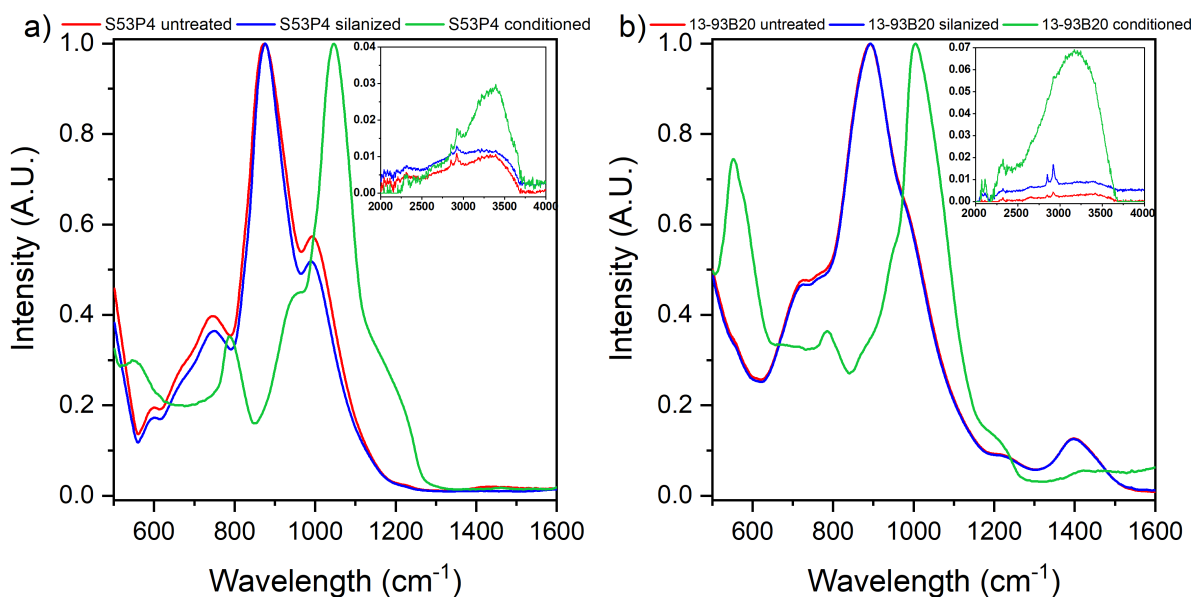 a) S53P4 untreated S53P4 silanized S53P4 conditioned
1.0
0.8
0.6
0.4
0.2
0.0
Intensity (A.U.)
600 800 1000 1200 1400 1600
Wavelength (cm-1)
0.04
0.03
0.02
0.01
0.00
2000 2500 3000 3500 4000
b) 13-93B20 untreated 13-93B20 silanized 13-93B20 conditioned
1.0
0.8
0.6
0.4
0.2
0.0
Intensity (A.U.)
600 800 1000 1200 1400 1600
Wavelength (cm-1)
0.07
0.06
0.05
0.04
0.03
0.02
0.01
0.00
2000 2500 3000 3500 4000